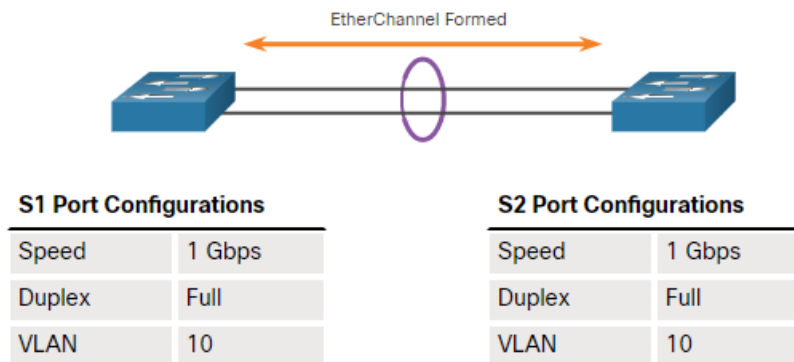 EtherChannel Formed
S1 Port Configurations
Speed 1 Gbps
Duplex Full
VLAN 10
S2 Port Configurations
Speed 1 Gbps
Duplex Full
VLAN 10